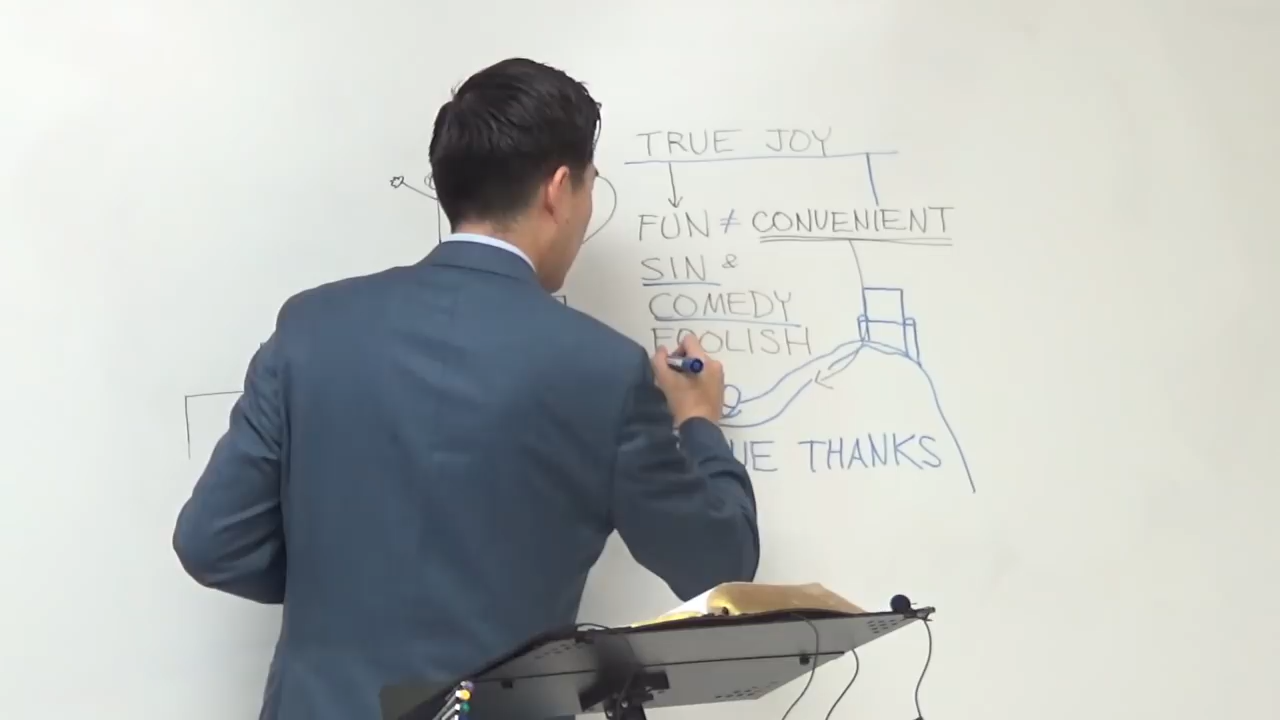 TRUE JOY
FUN ≠ CONVENIENT
SIN &
COMEDY
FOOLISH
THANKS